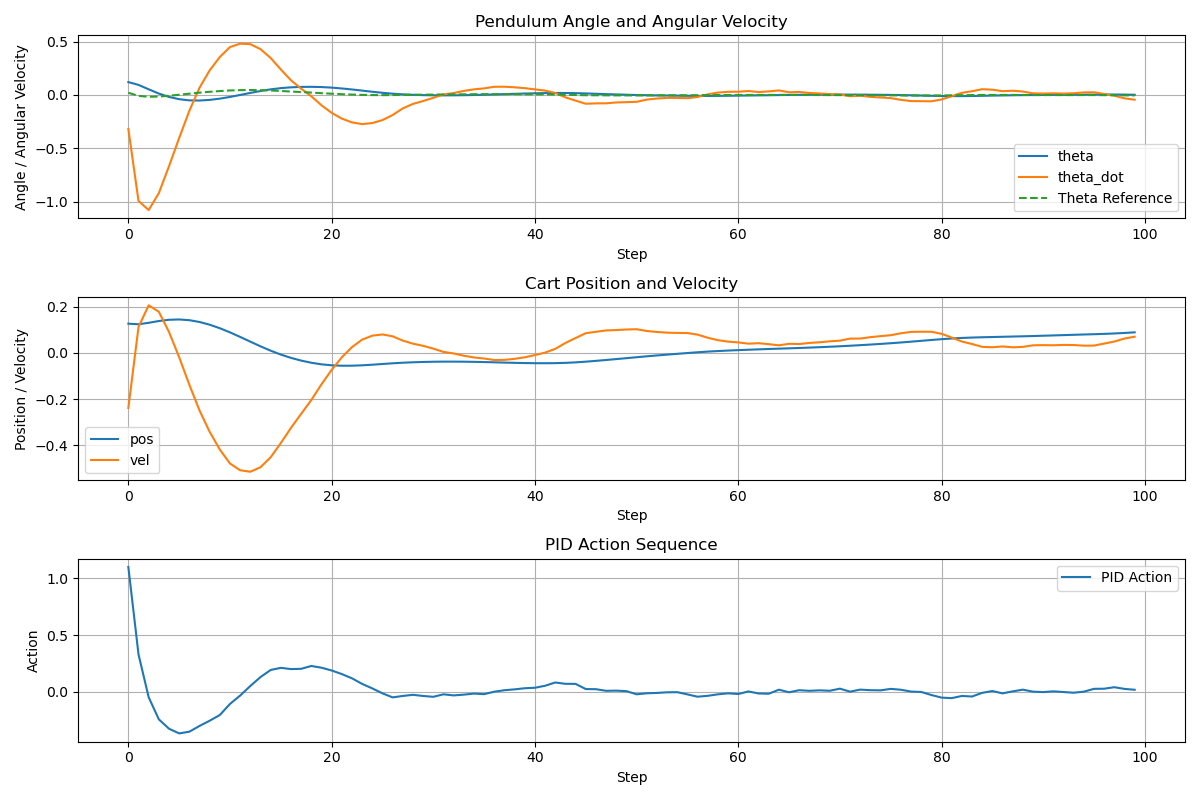 Pendulum Angle and Angular Velocity
Angle / Angular Velocity
0.5
0.0
−0.5
−1.0
theta
theta_dot
Theta Reference
0 20 40 60 80 100
Step
Cart Position and Velocity
Position / Velocity
0.2
0.0
−0.2
−0.4
pos
vel
0 20 40 60 80 100
Step
PID Action Sequence
Action
1.0
0.5
0.0
PID Action
0 20 40 60 80 100
Step